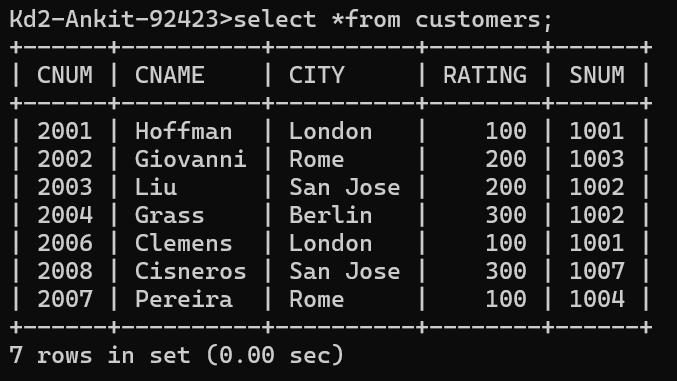 Kd2-Ankit-92423>select *from customers;
+------+----------+----------+--------+------+
| CNUM | CNAME    | CITY     | RATING | SNUM |
+------+----------+----------+--------+------+
| 2001 | Hoffman  | London   |    100 | 1001 |
| 2002 | Giovanni | Rome     |    200 | 1003 |
| 2003 | Liu      | San Jose |    200 | 1002 |
| 2004 | Grass    | Berlin   |    300 | 1002 |
| 2006 | Clemens  | London   |    100 | 1001 |
| 2008 | Cisneros | San Jose |    300 | 1007 |
| 2007 | Pereira  | Rome     |    100 | 1004 |
+------+----------+----------+--------+------+
7 rows in set (0.00 sec)